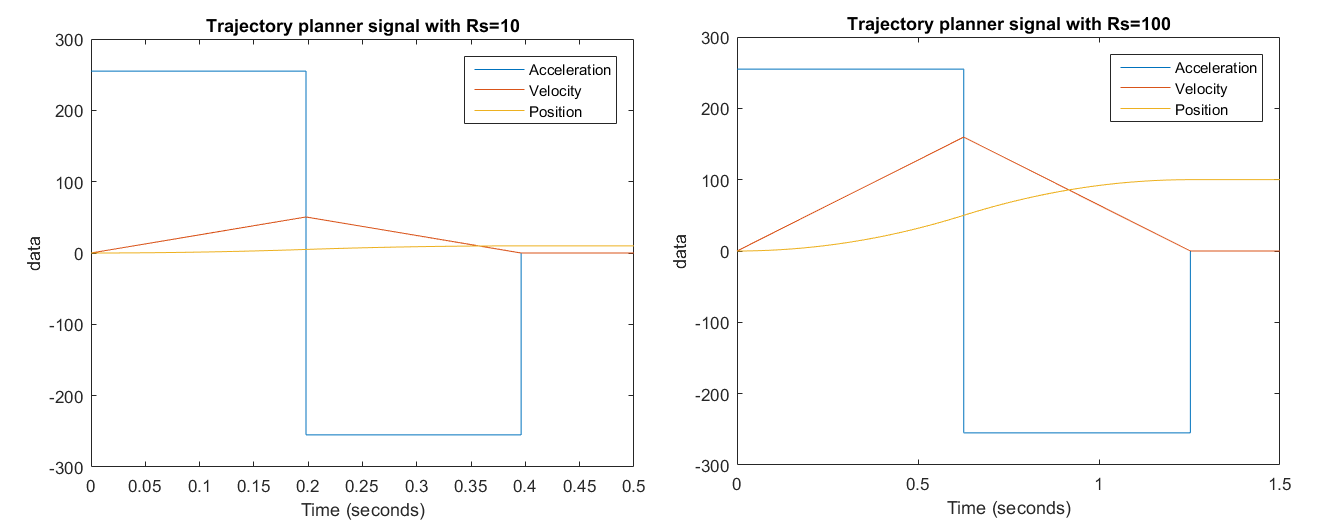 Trajectory planner signal with Rs=10
300
200
100
0
-100
-200
-300
data
Acceleration
Velocity
Position
0 0.05 0.1 0.15 0.2 0.25 0.3 0.35 0.4 0.45 0.5
Time (seconds)
Trajectory planner signal with Rs=100
300
200
100
0
-100
-200
-300
data
Acceleration
Velocity
Position
0 0.5 1 1.5
Time (seconds)